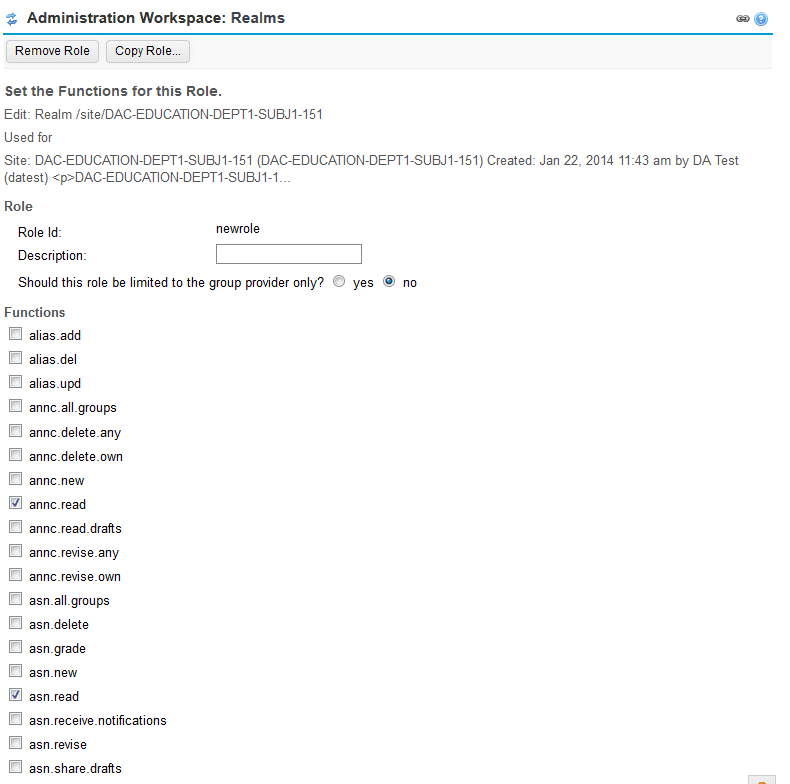 Administration Workspace: Realms
Remove Role Copy Role...
Set the Functions for this Role.
Edit: Realm /site/DAC-EDUCATION-DEPT1-SUBJ1-151
Used for
Site: DAC-EDUCATION-DEPT1-SUBJ1-151 (DAC-EDUCATION-DEPT1-SUBJ1-151) Created: Jan 22, 2014 11:43 am by DA Test
(datest) <p>DAC-EDUCATION-DEPT1-SUBJ1-1...
Role
Role Id: newrole
Description:
Should this role be limited to the group provider only? yes no
Functions
alias.add
alias.del
alias.upd
annc.all.groups
annc.delete.any
annc.delete.own
annc.new
annc.read
annc.read.drafts
annc.revise.any
annc.revise.own
asn.all.groups
asn.delete
asn.grade
asn.new
asn.read
asn.receive.notifications
asn.revise
asn.share.drafts